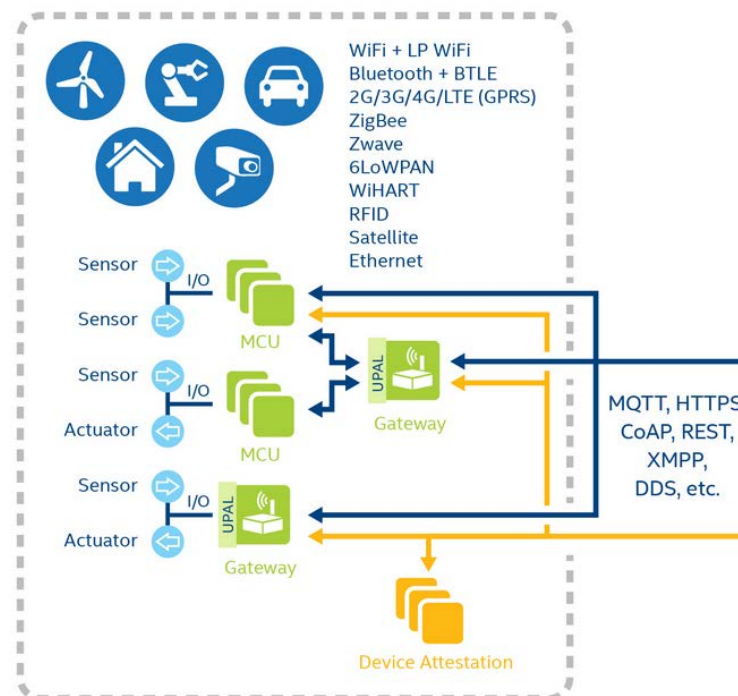 WiFi + LP WiFi
Bluetooth + BTLE
2G/3G/4G/LTE (GPRS)
ZigBee
Zwave
6LoWPAN
WiHART
RFID
Satellite
Ethernet
Sensor
I/O
Sensor
MCU
Sensor
I/O
Actuator
MCU
UPAL
Gateway
Sensor
I/O
Actuator
UPAL
Gateway
MQTT, HTTPS
CoAP, REST,
XMPP,
DDS, etc.
Device Attestation